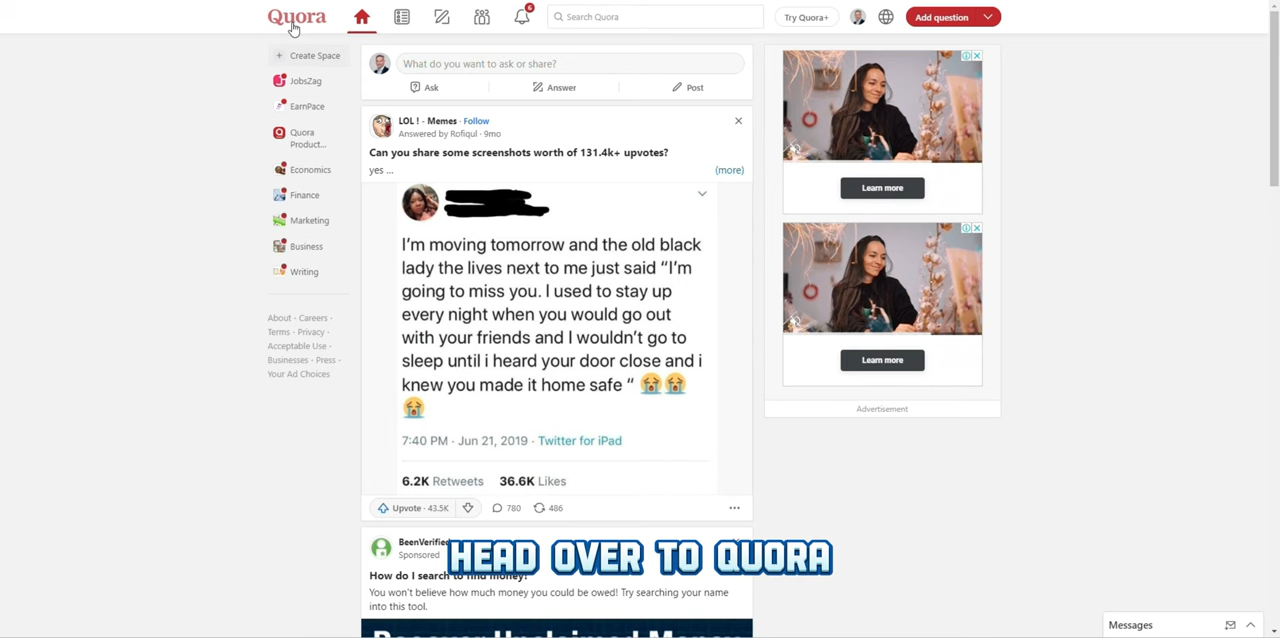 Quora
6
Search Quora
Try Quora+
Add question
Create Space
JobsZag
EarnPace
Quora
Product...
Economics
Finance
Marketing
Business
Writing
About · Careers ·
Terms · Privacy ·
Acceptable Use ·
Businesses · Press ·
Your Ad Choices
What do you want to ask or share?
Ask
Answer
Post
LOL ! - Memes · Follow
Answered by Rofiqul · 9mo
Can you share some screenshots worth of 131.4k+ upvotes?
yes ...
(more)
I'm moving tomorrow and the old black
lady the lives next to me just said “I'm
going to miss you. I used to stay up
every night when you would go out
with your friends and I wouldn't go to
sleep until i heard your door close and i
knew you made it home safe “ 😭😭
😭
7:40 PM · Jun 21, 2019 · Twitter for iPad
6.2K Retweets 36.6K Likes
Upvote · 43.5K
780
486
BeenVerified
Sponsored
HEAD OVER TO QUORA
How do I search to find money?
You won't believe how much money you could be owed! Try searching your name
into this tool.
Discover Unclaimed Money
Learn more
Learn more
Advertisement
Messages